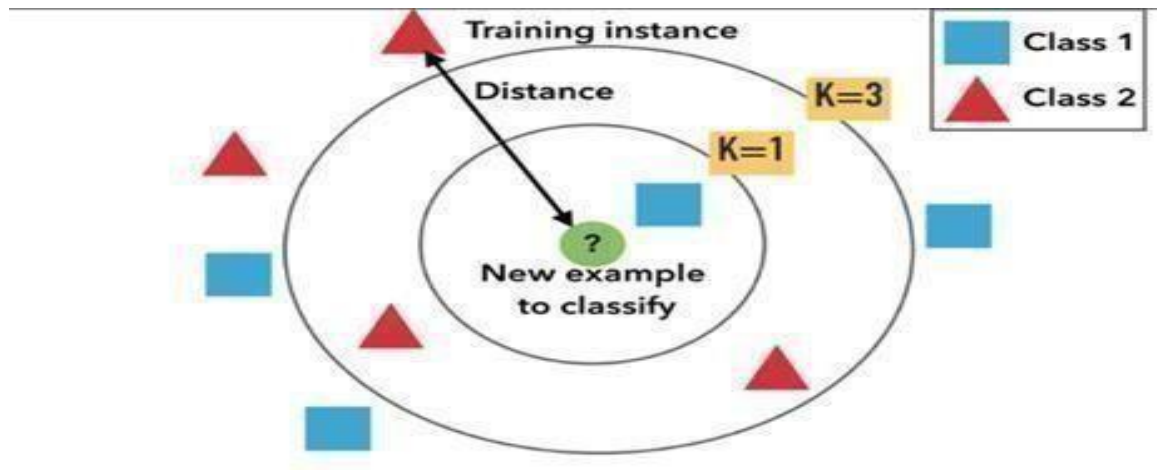 Training instance
Distance
K=3
K=1
Class 1
Class 2
?
New example
to classify